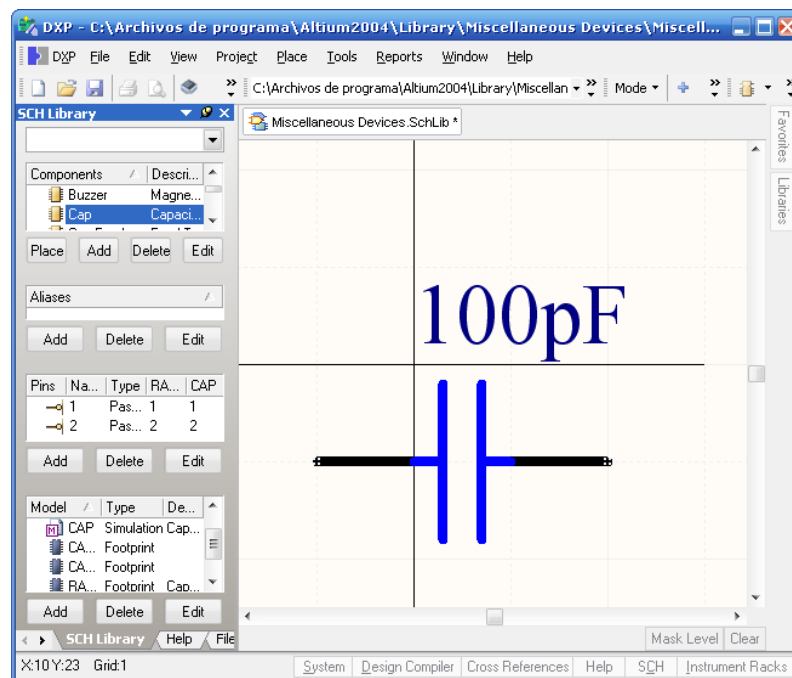 DXP - C:\Archivos de programa\Altium2004\Library\Miscellaneous Devices\Miscell...
DXP File Edit View Project Place Tools Reports Window Help
C:\Archivos de programa\Altium2004\Library\Miscellan Mode
SCH Library
Miscellaneous Devices.SchLib *
Favorites
Libraries
Components Descri...
Buzzer Magne...
Cap Capaci...
Place Add Delete Edit
Aliases
Add Delete Edit
Pins Na... Type RA... CAP
1 Pas... 1 1
2 Pas... 2 2
Add Delete Edit
Model Type De...
CAP Simulation Cap...
CA... Footprint
CA... Footprint
RA... Footprint Cap...
Add Delete Edit
100pF
SCH Library Help File
Mask Level Clear
X:10 Y:23 Grid:1 System Design Compiler Cross References Help SCH Instrument Racks